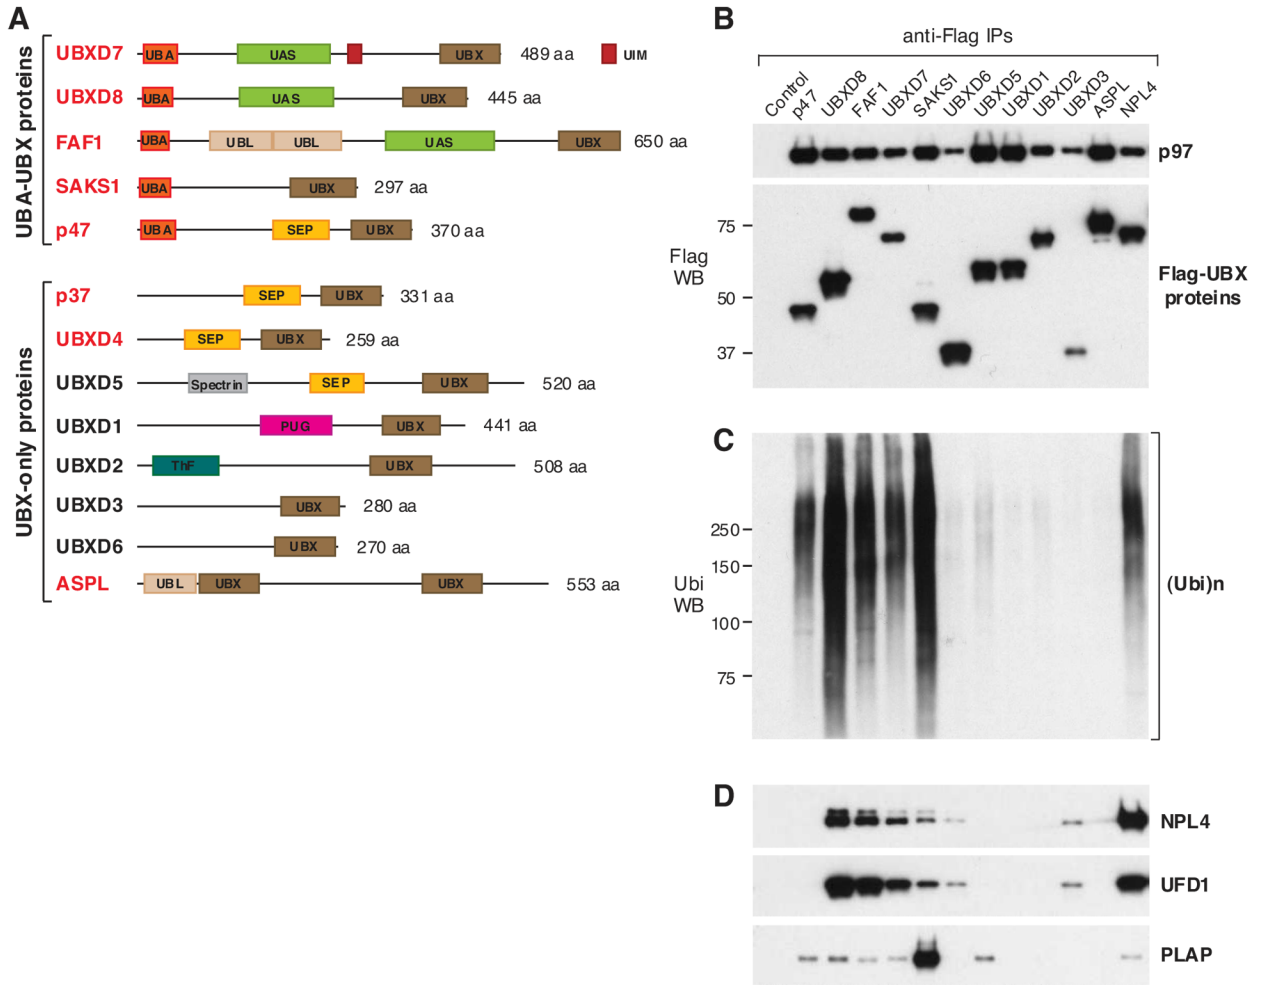 A
UBA-UBX proteins
UBXD7 UBA UAS UBX 489 aa UIM
UBXD8 UBA UAS UBX 445 aa
FAF1 UBA UBL UBL UAS UBX 650 aa
SAKS1 UBA UBX 297 aa
p47 UBA SEP UBX 370 aa
UBX-only proteins
p37 SEP UBX 331 aa
UBXD4 SEP UBX 259 aa
UBXD5 Spectrin SEP UBX 520 aa
UBXD1 PUG UBX 441 aa
UBXD2 ThF UBX 508 aa
UBXD3 UBX 280 aa
UBXD6 UBX 270 aa
ASPL UBL UBX UBX 553 aa
B
anti-Flag IPs
Control p47 UBXD8 FAF1 UBXD7 SAKS1 UBXD6 UBXD5 UBXD1 UBXD2 UBXD3 ASPL NPL4
p97
75
Flag
WB
50
37
Flag-UBX
proteins
C
250
150
Ubi
WB
100
75
(Ubi)n
D
NPL4
UFD1
PLAP